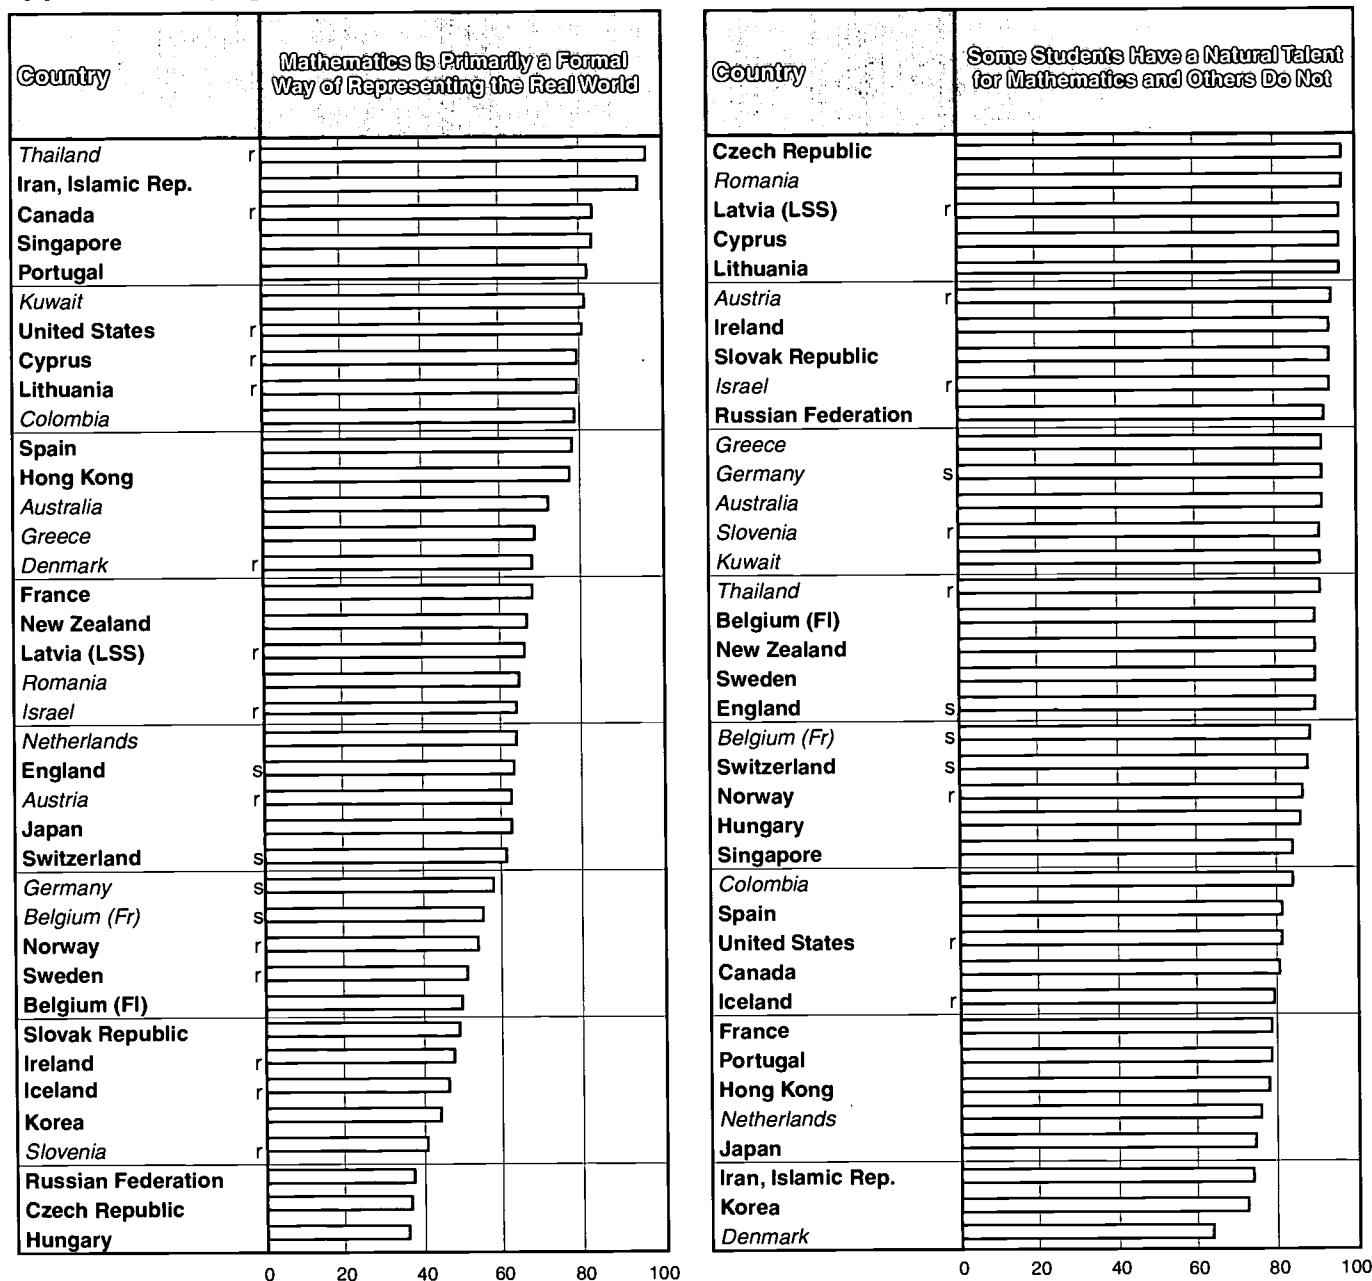 Country
Mathematics is Primarily a Formal
Way of Representing the Real World
Thailand r
Iran, Islamic Rep.
Canada r
Singapore
Portugal
Kuwait
United States r
Cyprus r
Lithuania r
Colombia
Spain
Hong Kong
Australia
Greece
Denmark r
France
New Zealand
Latvia (LSS) r
Romania
Israel r
Netherlands
England s
Austria r
Japan
Switzerland s
Germany s
Belgium (Fr) s
Norway r
Sweden r
Belgium (Fl)
Slovak Republic
Ireland r
Iceland r
Korea
Slovenia r
Russian Federation
Czech Republic
Hungary
0 20 40 60 80 100
Country
Some Students Have a Natural Talent
for Mathematics and Others Do Not
Czech Republic
Romania
Latvia (LSS) r
Cyprus
Lithuania
Austria r
Ireland
Slovak Republic
Israel r
Russian Federation
Greece
Germany s
Australia
Slovenia r
Kuwait
Thailand r
Belgium (Fl)
New Zealand
Sweden
England s
Belgium (Fr) s
Switzerland s
Norway r
Hungary
Singapore
Colombia
Spain
United States r
Canada
Iceland r
France
Portugal
Hong Kong
Netherlands
Japan
Iran, Islamic Rep.
Korea
Denmark
0 20 40 60 80 100